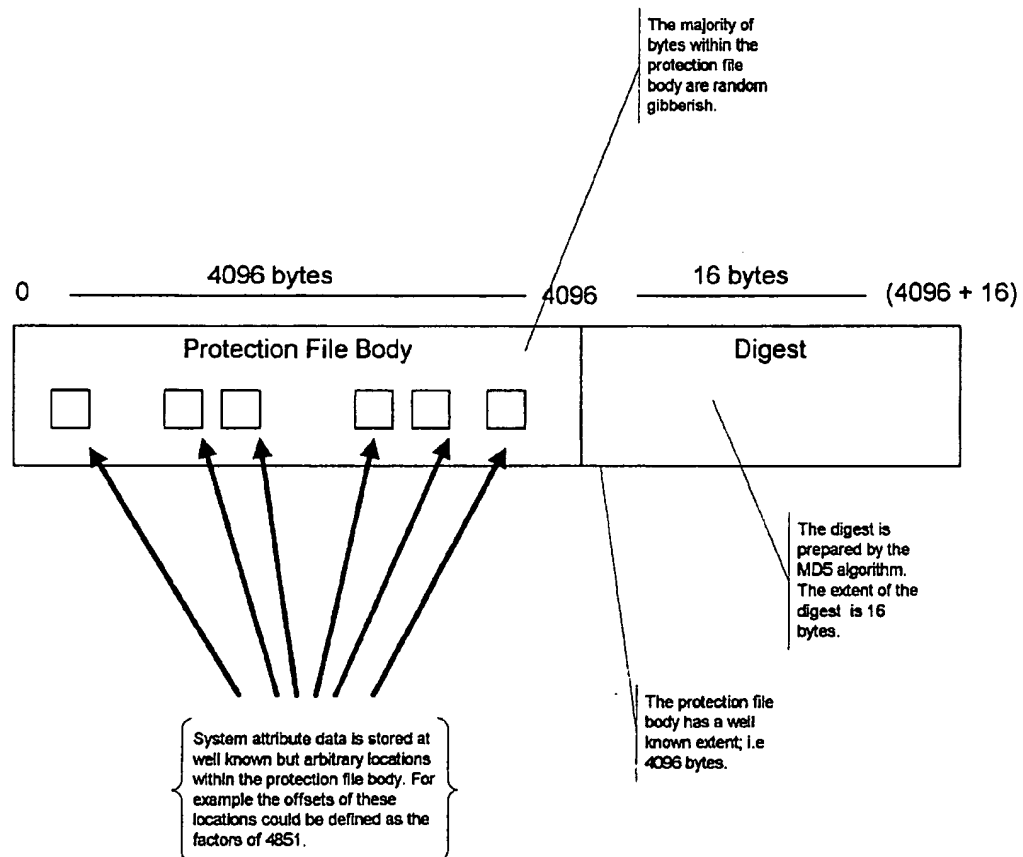 The majority of
bytes within the
protection file
body are random
gibberish.
0
4096 bytes
4096
16 bytes
(4096 + 16)
Protection File Body
Digest
The digest is
prepared by the
MD5 algorithm.
The extent of the
digest is 16
bytes.
The protection file
body has a well
known extent; i.e
4096 bytes.
System attribute data is stored at
well known but arbitrary locations
within the protection file body. For
example the offsets of these
locations could be defined as the
factors of 4851.